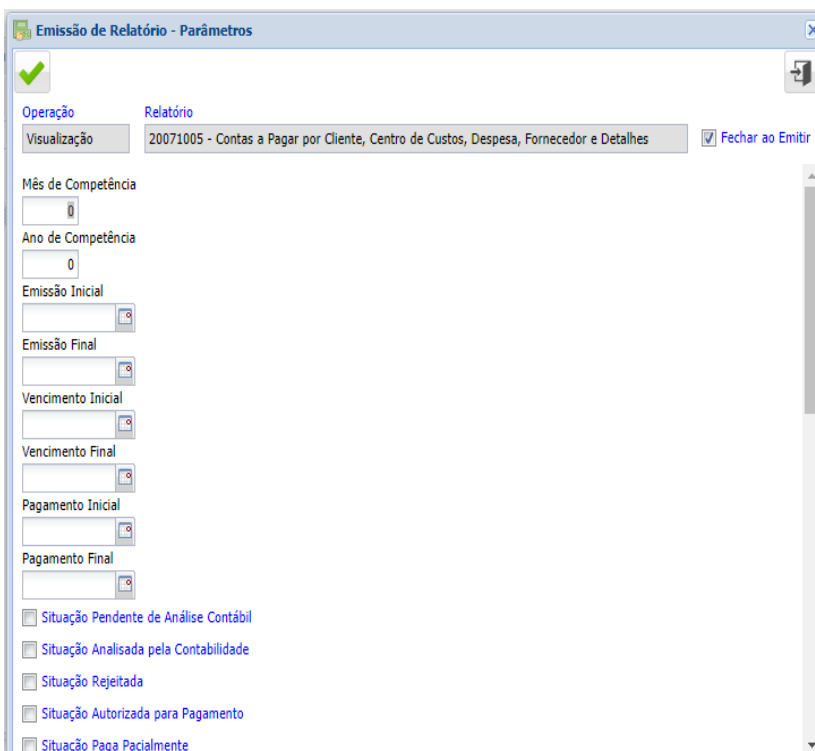 Emissão de Relatório - Parâmetros
Operação Relatório
Visualização 20071005 - Contas a Pagar por Cliente, Centro de Custos, Despesa, Fornecedor e Detalhes Fechar ao Emitir
Mês de Competência
0
Ano de Competência
0
Emissão Inicial
Emissão Final
Vencimento Inicial
Vencimento Final
Pagamento Inicial
Pagamento Final
Situação Pendente de Análise Contábil
Situação Analisada pela Contabilidade
Situação Rejeitada
Situação Autorizada para Pagamento
Situação Paga Pacialmente